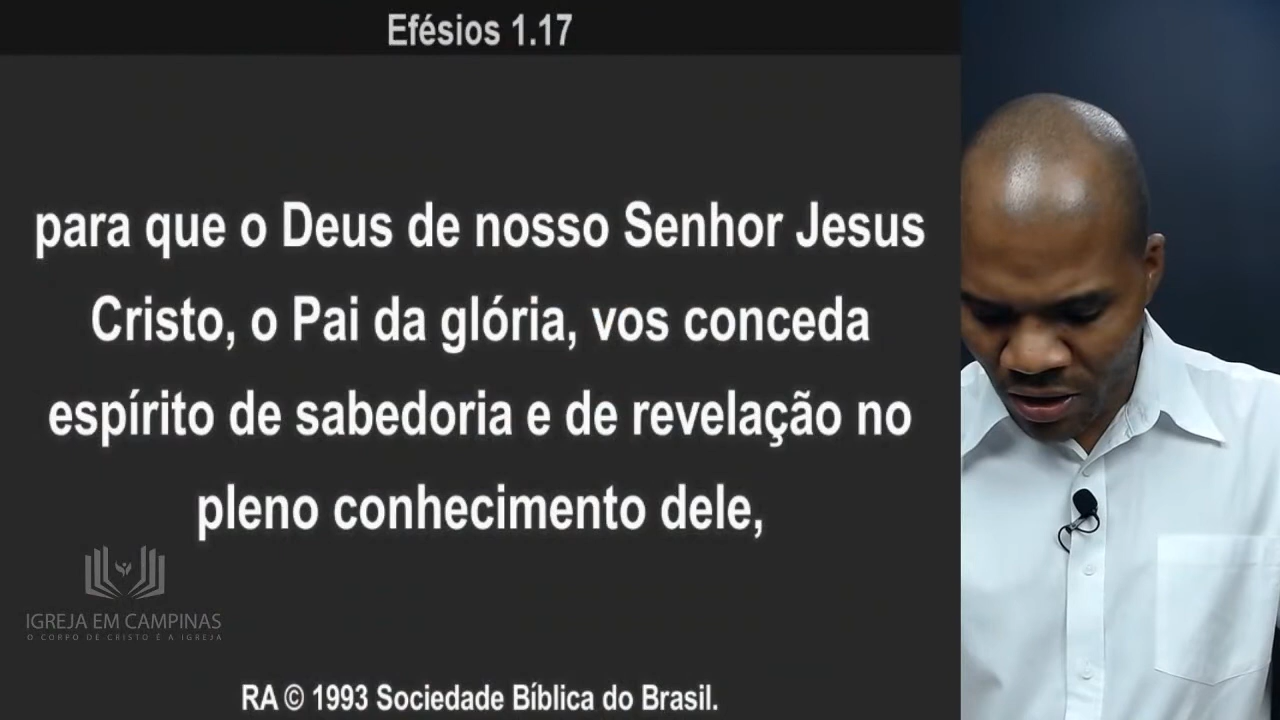 Efésios 1.17
para que o Deus de nosso Senhor Jesus
Cristo, o Pai da glória, vos conceda
espírito de sabedoria e de revelação no
pleno conhecimento dele,
IGREJA EM CAMPINAS
O CORPO DE CRISTO É A IGREJA
RA © 1993 Sociedade Bíblica do Brasil.